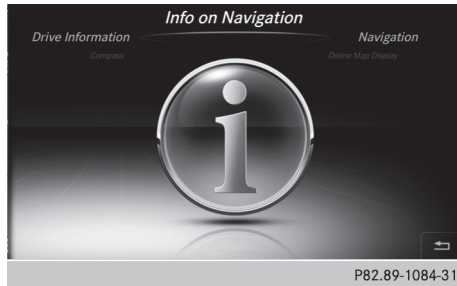 Info on Navigation
Drive Information
Navigation
Compass
Online Map Display
P82.89-1084-31